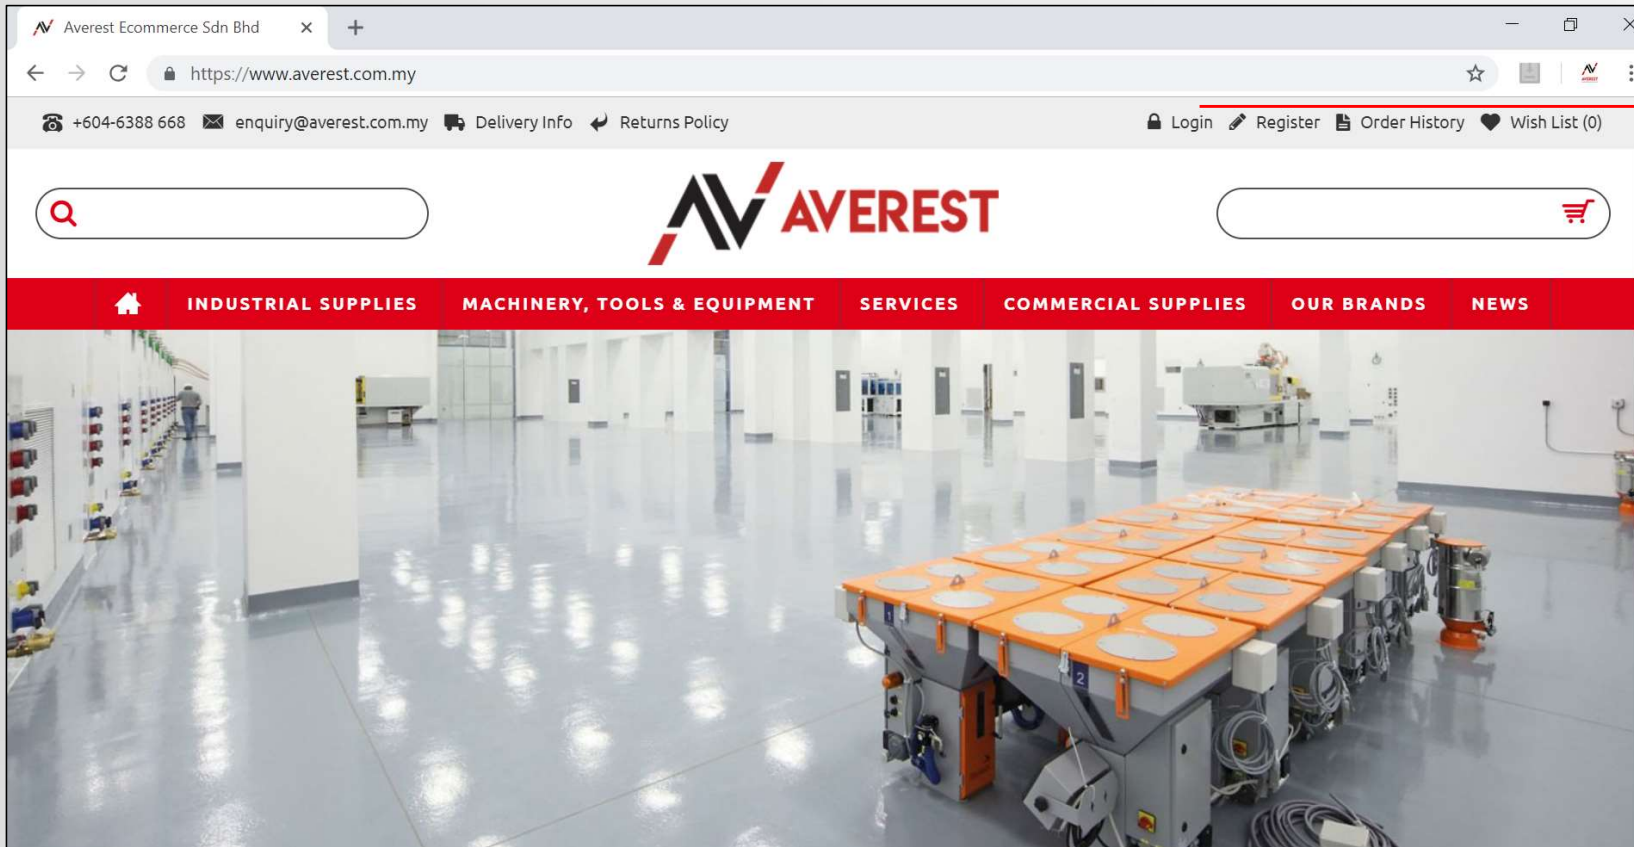 Averest Ecommerce Sdn Bhd
https://www.averest.com.my
+604-6388 668 enquiry@averest.com.my Delivery Info Returns Policy Login Register Order History Wish List (0)
AVEREST
INDUSTRIAL SUPPLIES MACHINERY, TOOLS & EQUIPMENT SERVICES COMMERCIAL SUPPLIES OUR BRANDS NEWS
1
2